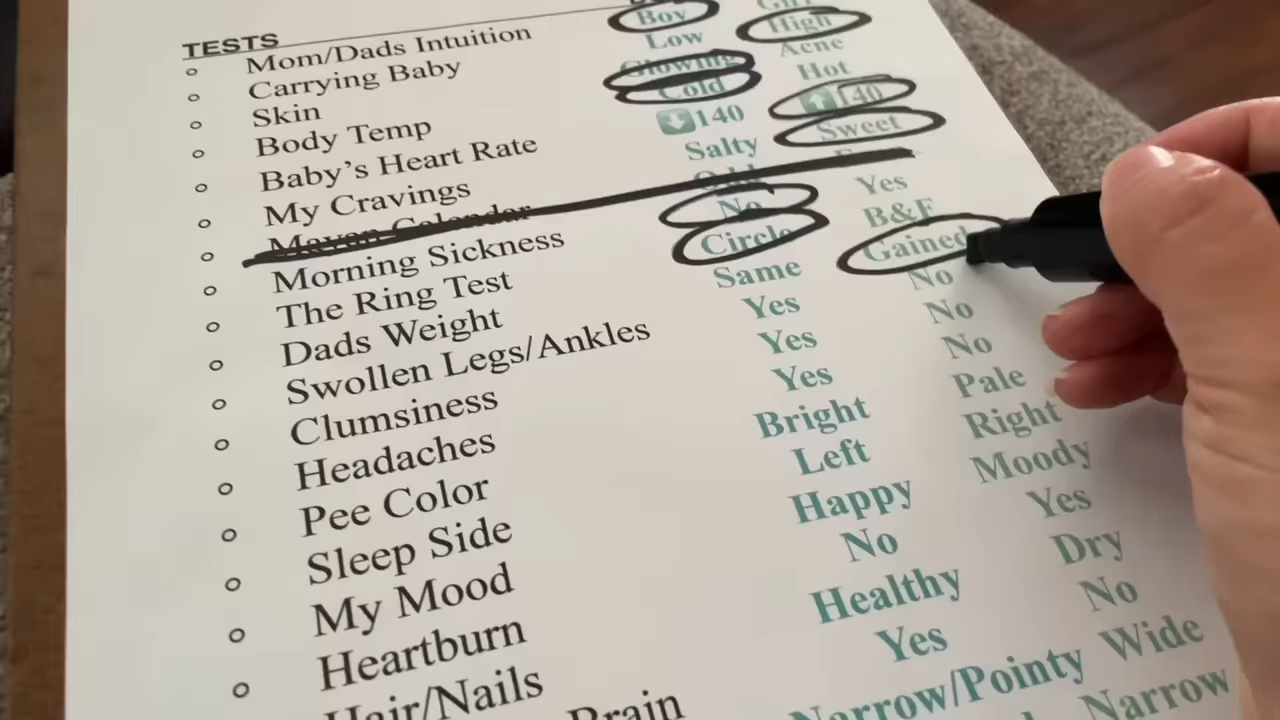 TESTS
Mom/Dads Intuition Boy Girl
Carrying Baby Low High
Skin Glowing Acne
Body Temp Cold Hot
Baby's Heart Rate ⬇140 ⬆140
My Cravings Salty Sweet
Mayan Calendar Odd
Morning Sickness No Yes
The Ring Test Circle B&F
Dads Weight Same Gained
Swollen Legs/Ankles Yes No
Clumsiness Yes No
Headaches Yes No
Pee Color Bright Pale
Sleep Side Left Right
My Mood Happy Moody
Heartburn No Yes
Hair/Nails Healthy Dry
Brain Yes No
Narrow/Pointy Wide
Narrow